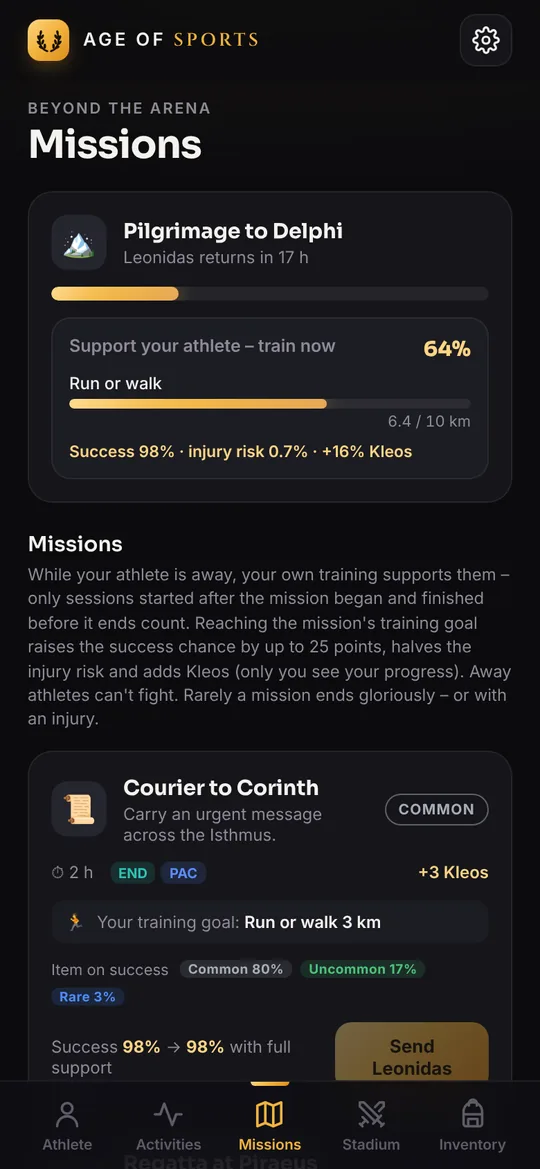 AGE OF SPORTS
BEYOND THE ARENA
Missions
Pilgrimage to Delphi
Leonidas returns in 17 h
Support your athlete – train now 64%
Run or walk
6.4 / 10 km
Success 98% · injury risk 0.7% · +16% Kleos
Missions
While your athlete is away, your own training supports them –
only sessions started after the mission began and finished
before it ends count. Reaching the mission's training goal
raises the success chance by up to 25 points, halves the
injury risk and adds Kleos (only you see your progress). Away
athletes can't fight. Rarely a mission ends gloriously – or with
an injury.
Courier to Corinth
Carry an urgent message
across the Isthmus.
COMMON
2 h END PAC +3 Kleos
Your training goal: Run or walk 3 km
Item on success Common 80% Uncommon 17%
Rare 3%
Success 98% → 98% with full
support
Send
Leonidas
Athlete Activities Missions Stadium Inventory
Regatta at Piraeus